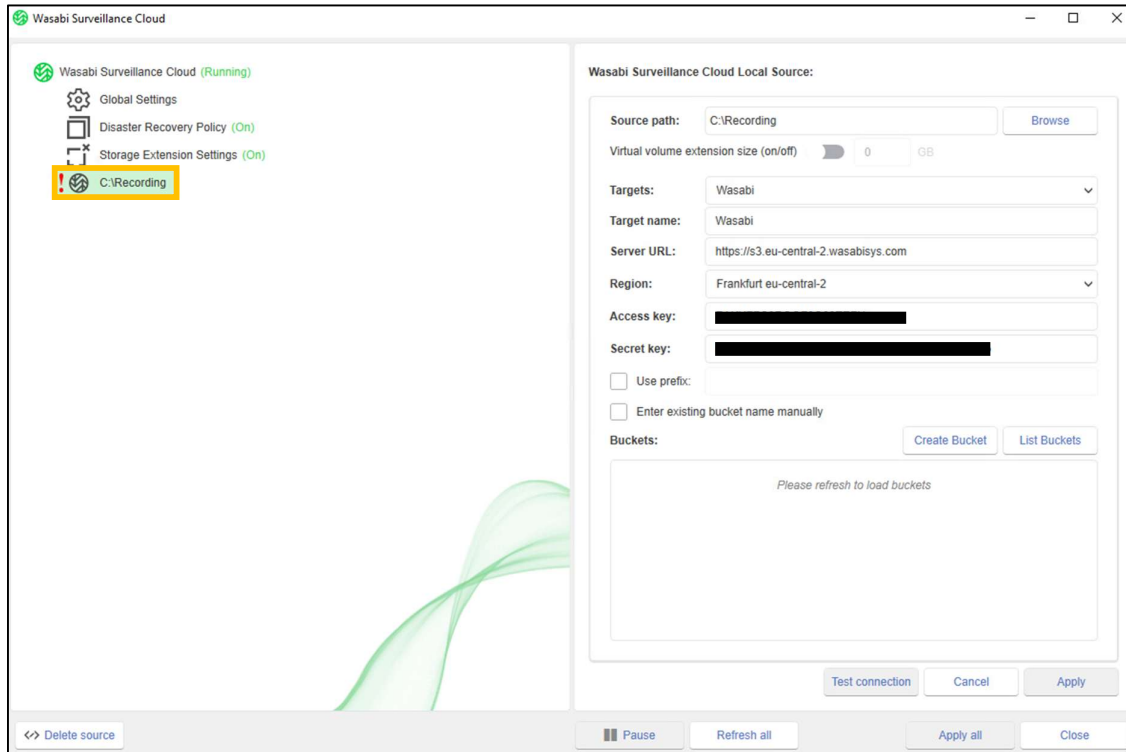 Wasabi Surveillance Cloud
Wasabi Surveillance Cloud (Running)
Global Settings
Disaster Recovery Policy (On)
Storage Extension Settings (On)
! C:\Recording
Wasabi Surveillance Cloud Local Source:
Source path: C:\Recording Browse
Virtual volume extension size (on/off) 0 GB
Targets: Wasabi
Target name: Wasabi
Server URL: https://s3.eu-central-2.wasabisys.com
Region: Frankfurt eu-central-2
Access key:
Secret key:
Use prefix:
Enter existing bucket name manually
Buckets: Create Bucket List Buckets
Please refresh to load buckets
Test connection Cancel Apply
</> Delete source Pause Refresh all Apply all Close